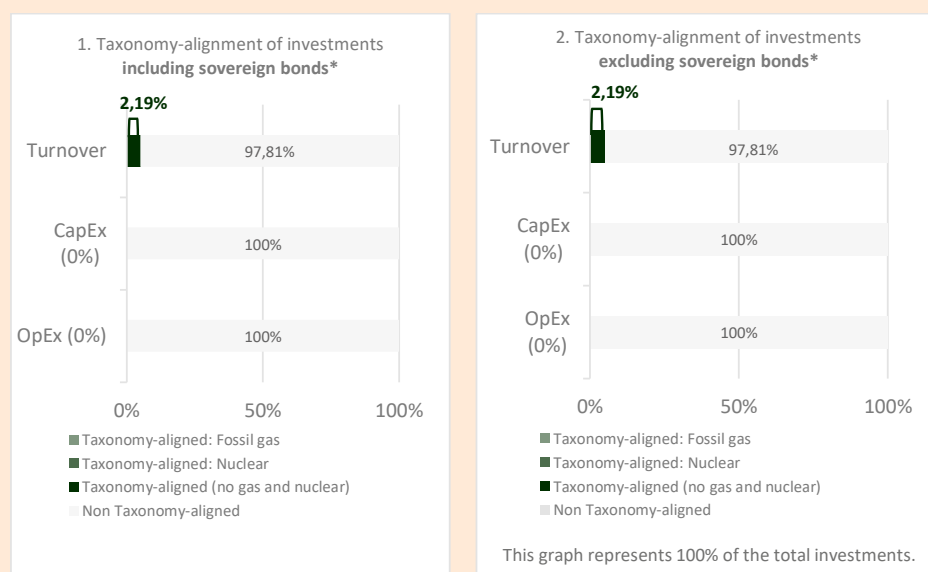 1. Taxonomy-alignment of investments
including sovereign bonds*
2,19%
Turnover
97,81%
CapEx
(0%)
100%
OpEx (0%)
100%
0%
50%
100%
Taxonomy-aligned: Fossil gas
Taxonomy-aligned: Nuclear
Taxonomy-aligned (no gas and nuclear)
Non Taxonomy-aligned
2. Taxonomy-alignment of investments
excluding sovereign bonds*
2,19%
Turnover
97,81%
CapEx
(0%)
100%
OpEx
(0%)
100%
0%
50%
100%
Taxonomy-aligned: Fossil gas
Taxonomy-aligned: Nuclear
Taxonomy-aligned (no gas and nuclear)
Non Taxonomy-aligned
This graph represents 100% of the total investments.